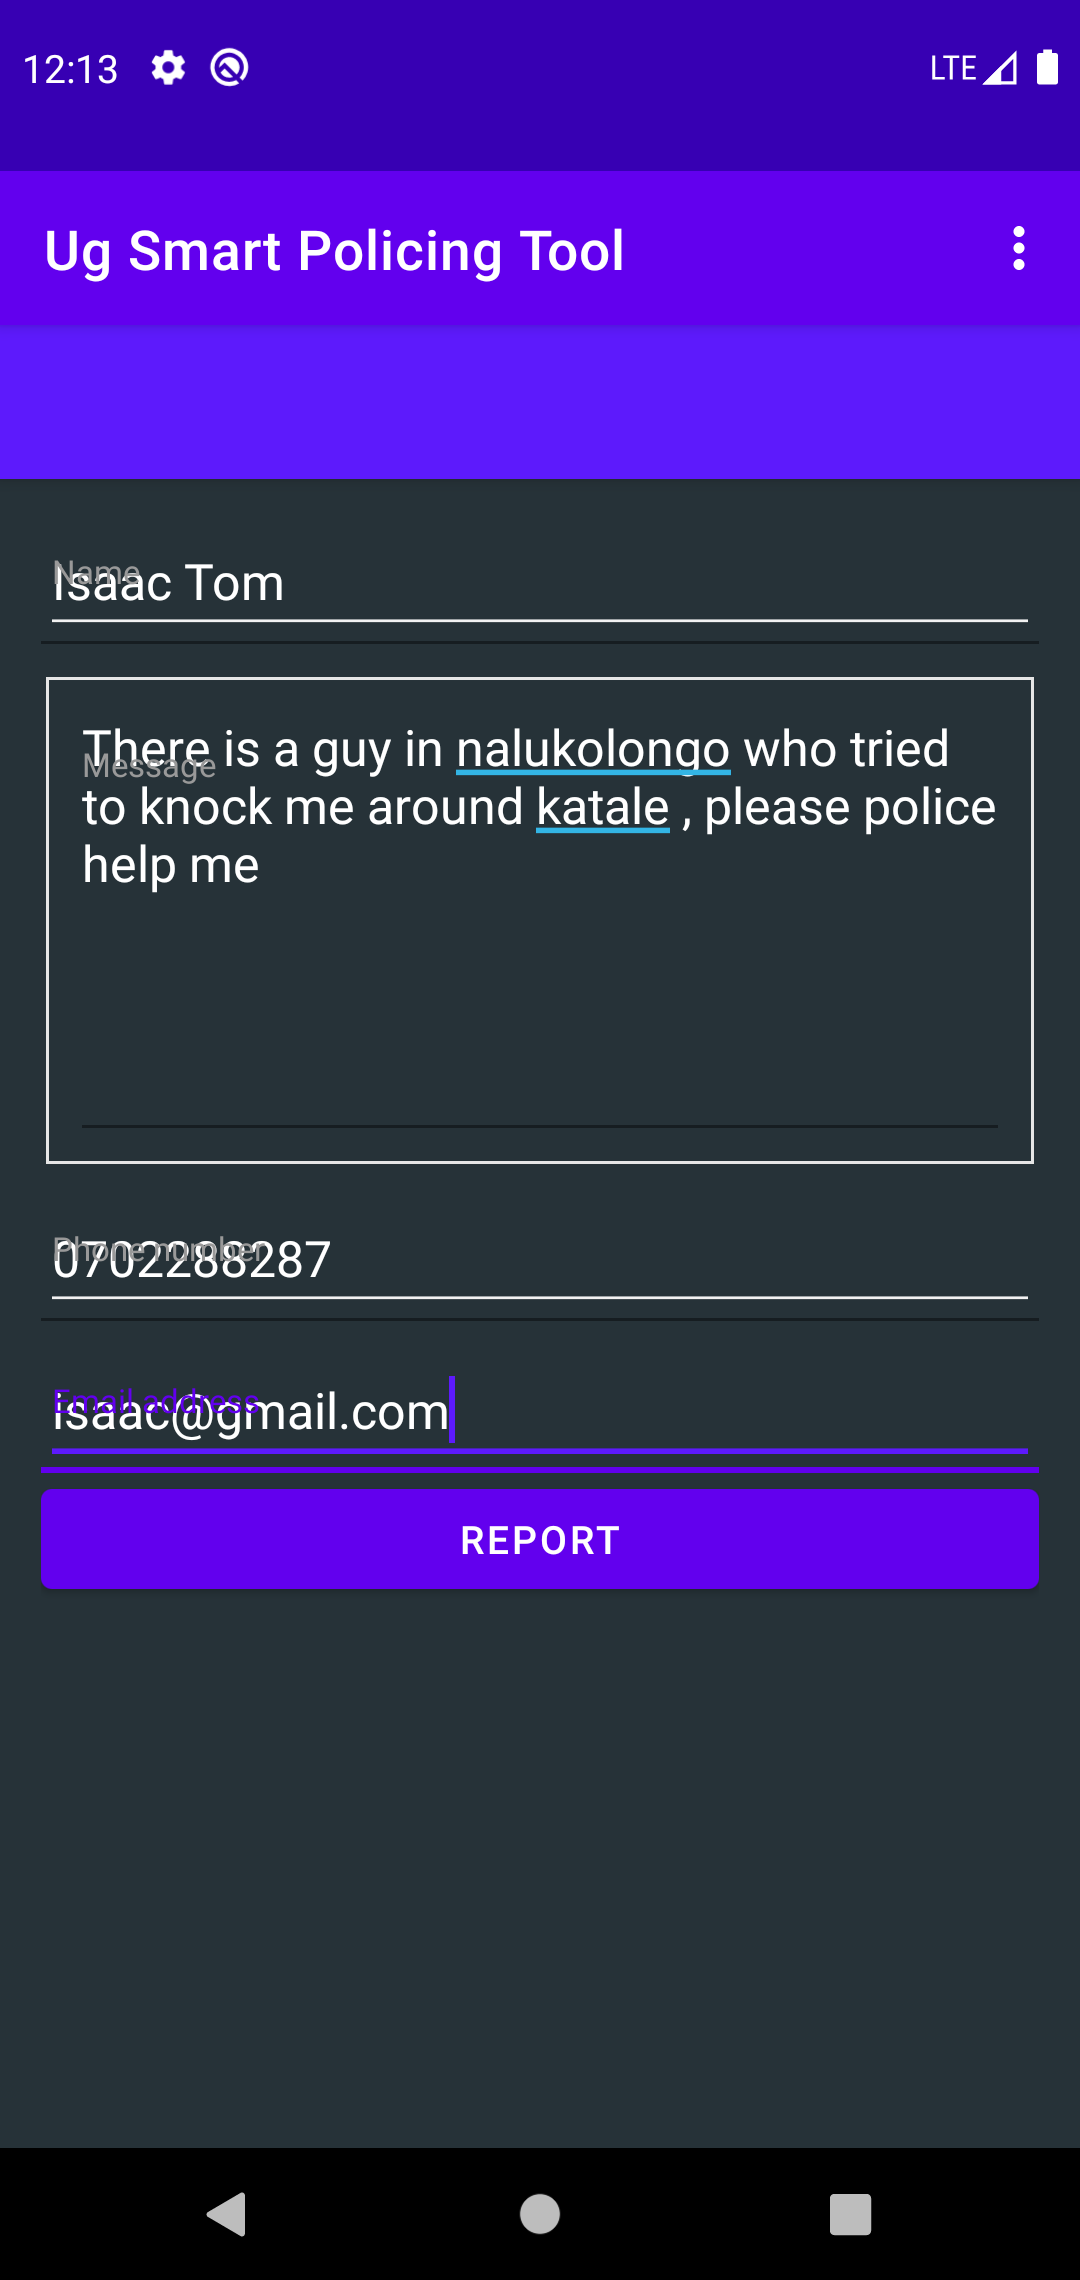 12:13
LTE
Ug Smart Policing Tool
Name
Isaac Tom
Message
There is a guy in nalukolongo who tried
to knock me around katale , please police
help me
Phone number
0702288287
Email address
isaac@gmail.com
REPORT